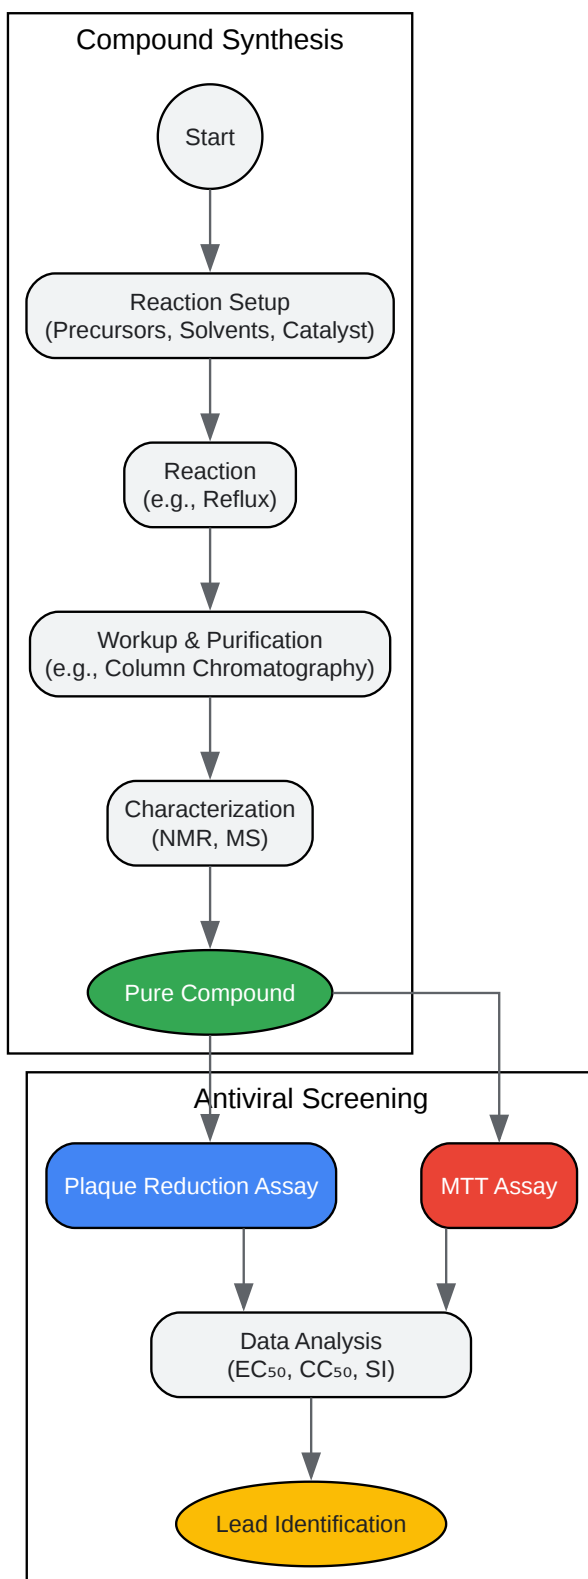 Compound Synthesis
Start
Reaction Setup
(Precursors, Solvents, Catalyst)
Reaction
(e.g., Reflux)
Workup & Purification
(e.g., Column Chromatography)
Characterization
(NMR, MS)
Pure Compound
Antiviral Screening
Plaque Reduction Assay
MTT Assay
Data Analysis
(EC₅₀, CC₅₀, SI)
Lead Identification